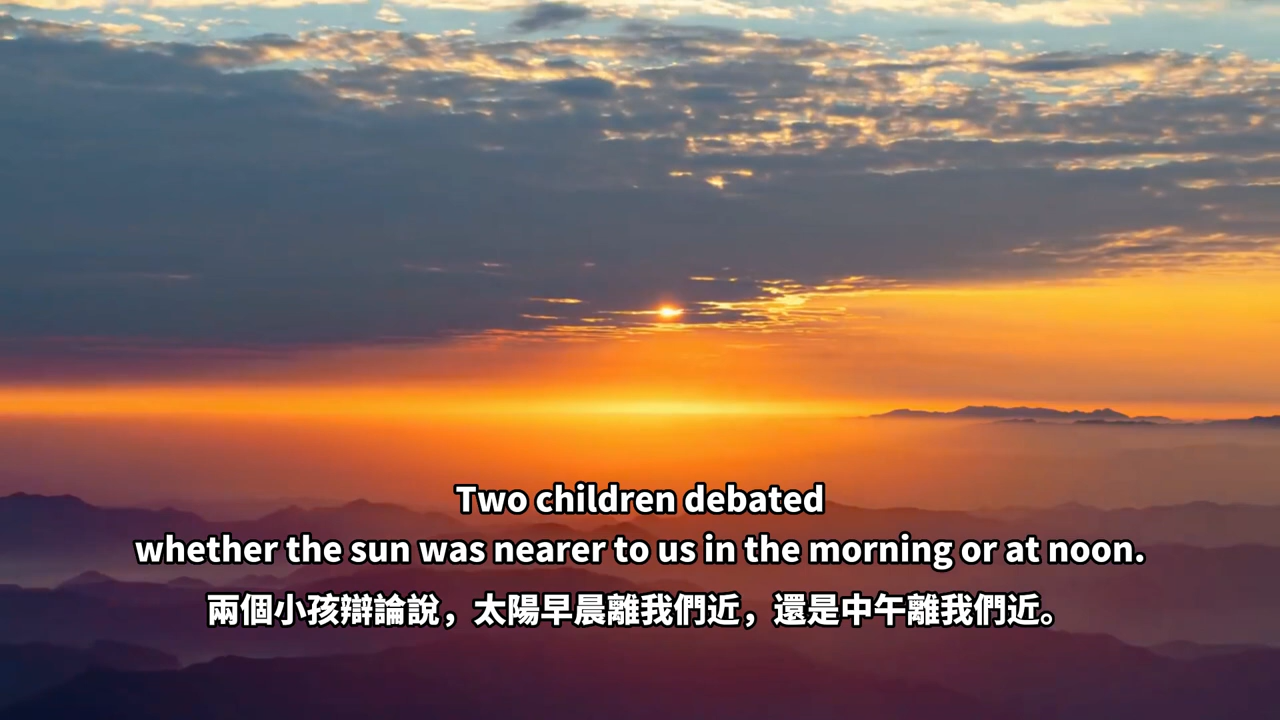 Two children debated
whether the sun was nearer to us in the morning or at noon.
兩個小孩辯論說，太陽早晨離我們近，還是中午離我們近。